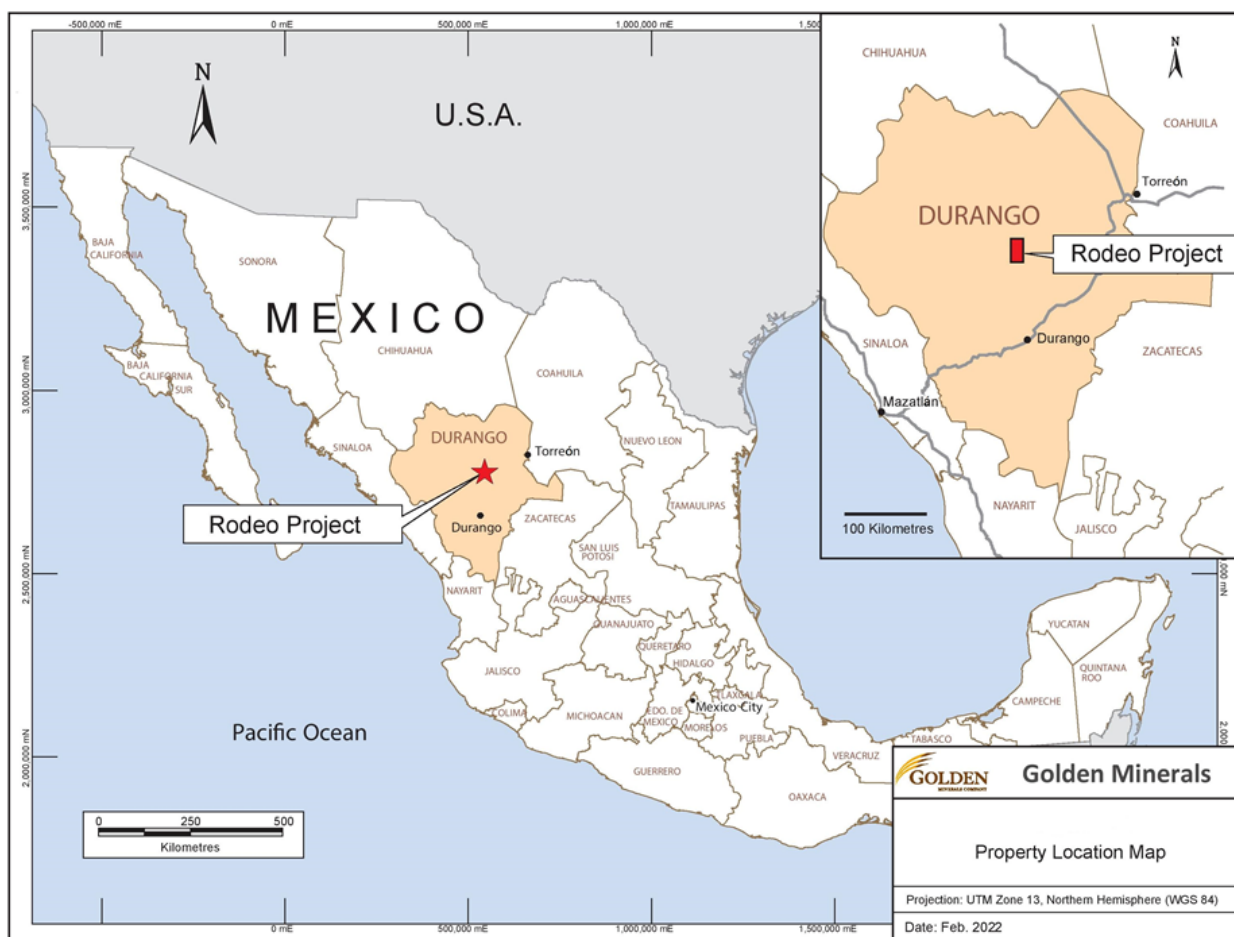 -500,000 mE
0 mE
500,000 mE
1,000,000 mE
N
U.S.A.
3,500,000 mN
BAJA
CALIFORNIA
SONORA
MEXICO
CHIHUAHUA
COAHUILA
3,000,000 mN
BAJA
CALIFORNIA
SUR
SINALOA
DURANGO
Torreón
NUEVO LEON
Rodeo Project
Durango
ZACATECAS
TAMAULIPAS
SAN LUIS
POTOSI
2,500,000 mN
NAYARIT
AGUASCALIENTES
GUANAJUATO
QUERETARO
HIDALGO
YUCATAN
QUINTANA
ROO
CAMPECHE
JALISCO
TLAXCALA
Mexico City
COLIMA
MICHOACAN
EDO. DE
MEXICO
MORELOS
PUEBLA
VERACRUZ
TABASCO
Pacific Ocean
2,000,000 mN
GUERRERO
OAXACA
0 250 500
Kilometres
0 mE
500,000 mE
1,000,000 mE
N
CHIHUAHUA
COAHUILA
Torreón
DURANGO
Rodeo Project
SINALOA
Durango
ZACATECAS
Mazatlán
NAYARIT
JALISCO
100 Kilometres
GOLDEN
MINERALS COMPANY
Golden Minerals
Property Location Map
Projection: UTM Zone 13, Northern Hemisphere (WGS 84)
Date: Feb. 2022